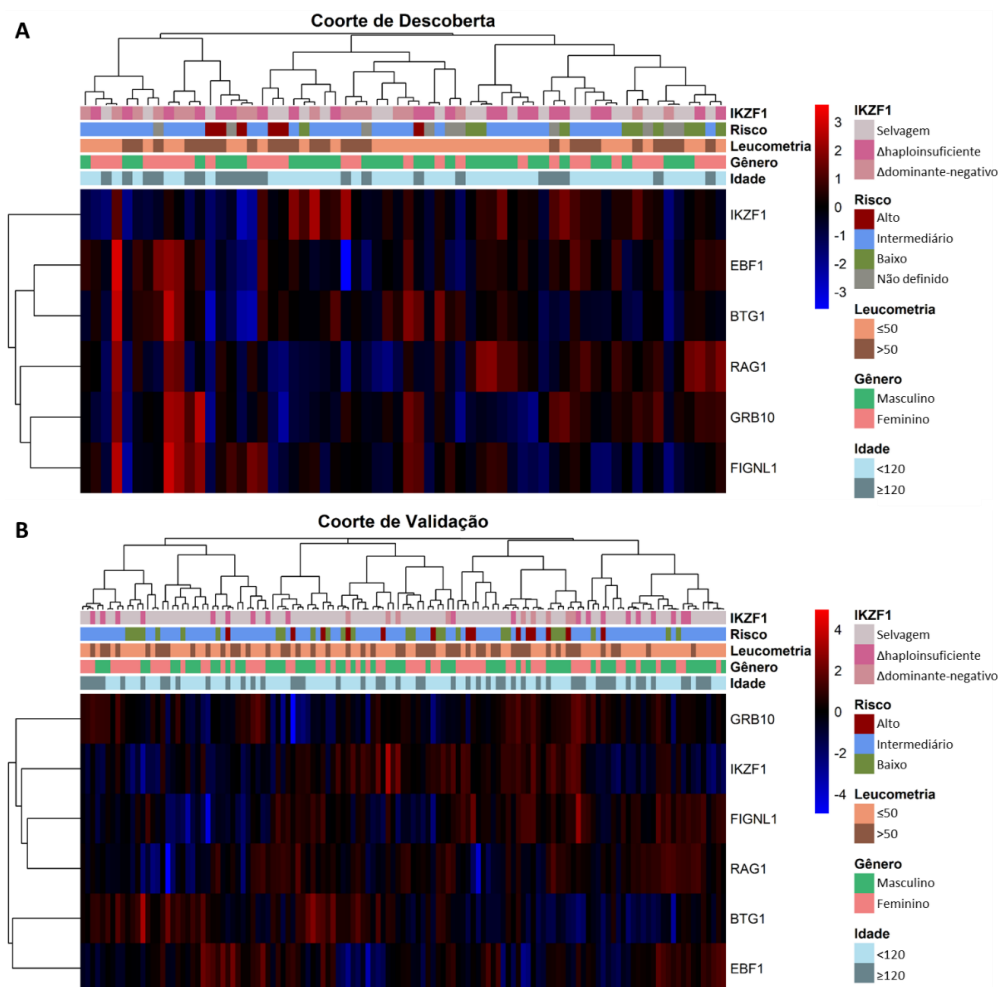 A
Coorte de Descoberta
IKZF1
Risco
Leucometria
Gênero
Idade
IKZF1
EBF1
BTG1
RAG1
GRB10
FIGNL1
3
2
1
0
-1
-2
-3
IKZF1
Selvagem
Δhaploinsuficiente
Δdominante-negativo
Risco
Alto
Intermediário
Baixo
Não definido
Leucometria
≤50
>50
Gênero
Masculino
Feminino
Idade
<120
≥120
B
Coorte de Validação
IKZF1
Risco
Leucometria
Gênero
Idade
GRB10
IKZF1
FIGNL1
RAG1
BTG1
EBF1
4
2
0
-2
-4
IKZF1
Selvagem
Δhaploinsuficiente
Δdominante-negativo
Risco
Alto
Intermediário
Baixo
Leucometria
≤50
>50
Gênero
Masculino
Feminino
Idade
<120
≥120